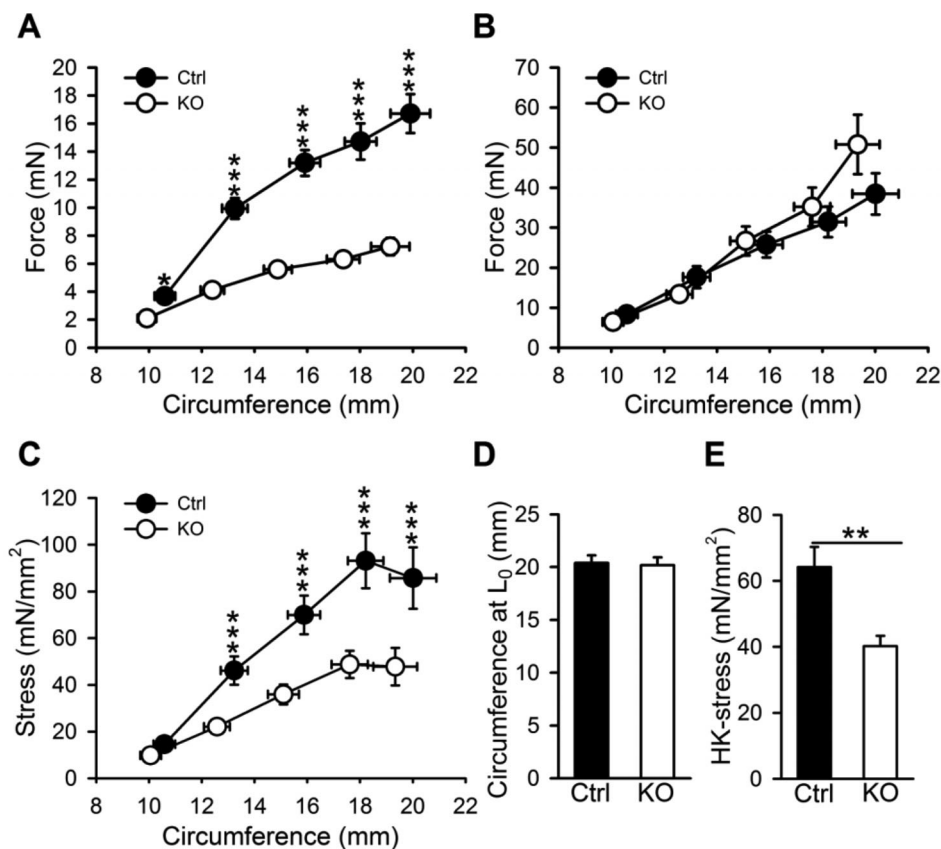 A
Force (mN)
20
18
16
14
12
10
8
6
4
2
0
Ctrl
KO
*
***
***
***
***
8 10 12 14 16 18 20 22
Circumference (mm)
B
Force (mN)
70
60
50
40
30
20
10
0
Ctrl
KO
8 10 12 14 16 18 20 22
Circumference (mm)
C
Stress (mN/mm²)
120
100
80
60
40
20
0
Ctrl
KO
***
***
***
***
8 10 12 14 16 18 20 22
Circumference (mm)
D
Circumference at L₀ (mm)
25
20
15
10
5
0
Ctrl KO
E
HK-stress (mN/mm²)
80
60
40
20
0
**
Ctrl KO